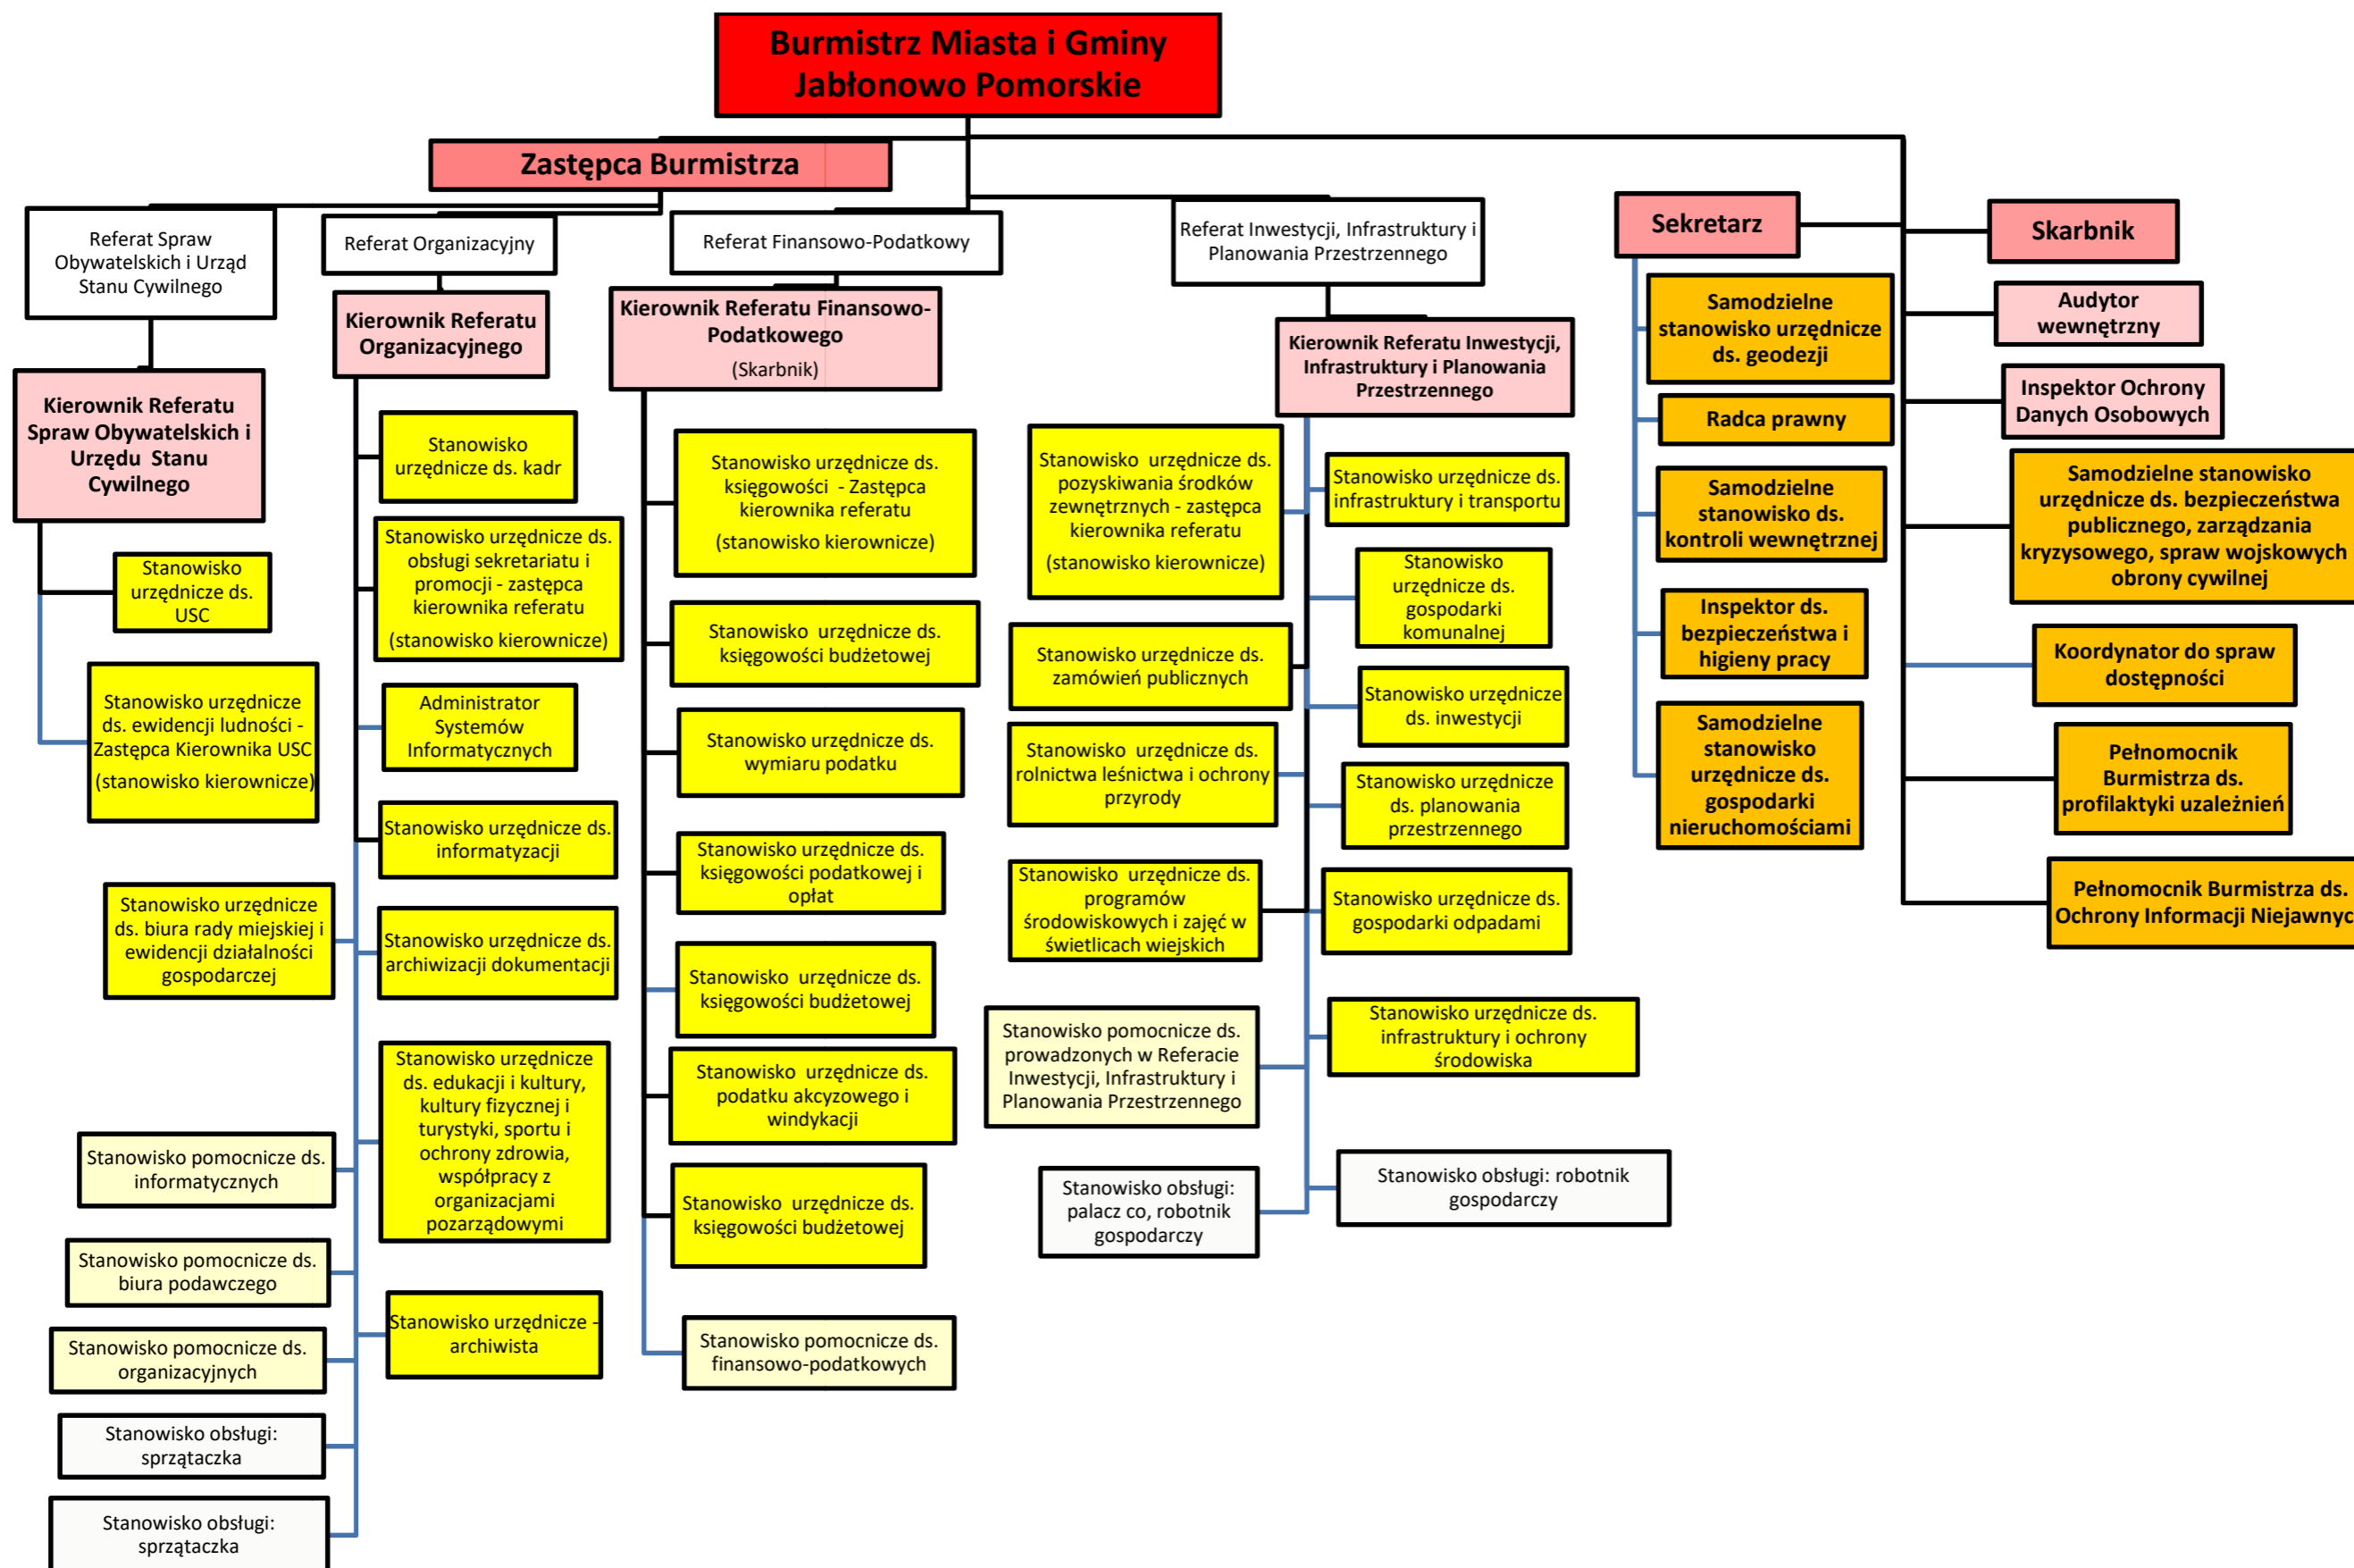 Burmistrz Miasta i Gminy
Jabłonowo Pomorskie
Zastępca Burmistrza
Referat Spraw
Obywatelskich i Urząd
Stanu Cywilnego
Kierownik Referatu
Spraw Obywatelskich i
Urzędu Stanu
Cywilnego
Stanowisko
urzędnicze ds.
USC
Stanowisko urzędnicze
ds. ewidencji ludności -
Zastępca Kierownika USC
(stanowisko kierownicze)
Referat Organizacyjny
Kierownik Referatu
Organizacyjnego
Stanowisko
urzędnicze ds. kadr
Stanowisko urzędnicze ds.
obsługi sekretariatu i
promocji - zastępca
kierownika referatu
(stanowisko kierownicze)
Administrator
Systemów
Informatycznych
Stanowisko urzędnicze ds.
informatyzacji
Stanowisko urzędnicze
ds. biura rady miejskiej i
ewidencji działalności
gospodarczej
Stanowisko urzędnicze ds.
archiwizacji dokumentacji
Stanowisko urzędnicze
ds. edukacji i kultury,
kultury fizycznej i
turystyki, sportu i
ochrony zdrowia,
współpracy z
organizacjami
pozarządowymi
Stanowisko pomocnicze ds.
informatycznych
Stanowisko pomocnicze ds.
biura podawczego
Stanowisko urzędnicze -
archiwista
Stanowisko pomocnicze ds.
organizacyjnych
Stanowisko obsługi:
sprzątaczka
Stanowisko obsługi:
sprzątaczka
Referat Finansowo-Podatkowy
Kierownik Referatu Finansowo-
Podatkowego
(Skarbnik)
Stanowisko urzędnicze ds.
księgowości - Zastępca
kierownika referatu
(stanowisko kierownicze)
Stanowisko urzędnicze ds.
księgowości budżetowej
Stanowisko urzędnicze ds.
wymiaru podatku
Stanowisko urzędnicze ds.
księgowości podatkowej i
opłat
Stanowisko urzędnicze ds.
księgowości budżetowej
Stanowisko urzędnicze ds.
podatku akcyzowego i
windykacji
Stanowisko urzędnicze ds.
księgowości budżetowej
Stanowisko pomocnicze ds.
finansowo-podatkowych
Referat Inwestycji, Infrastruktury i
Planowania Przestrzennego
Kierownik Referatu Inwestycji,
Infrastruktury i Planowania
Przestrzennego
Stanowisko urzędnicze ds.
pozyskiwania środków
zewnętrznych - zastępca
kierownika referatu
(stanowisko kierownicze)
Stanowisko urzędnicze ds.
infrastruktury i transportu
Stanowisko
urzędnicze ds.
gospodarki
komunalnej
Stanowisko urzędnicze ds.
zamówień publicznych
Stanowisko urzędnicze
ds. inwestycji
Stanowisko urzędnicze ds.
rolnictwa leśnictwa i ochrony
przyrody
Stanowisko urzędnicze
ds. planowania
przestrzennego
Stanowisko urzędnicze ds.
programów
środowiskowych i zajęć w
świetlicach wiejskich
Stanowisko urzędnicze ds.
gospodarki odpadami
Stanowisko pomocnicze ds.
prowadzonych w Referacie
Inwestycji, Infrastruktury i
Planowania Przestrzennego
Stanowisko urzędnicze ds.
infrastruktury i ochrony
środowiska
Stanowisko obsługi:
palacz co, robotnik
gospodarczy
Stanowisko obsługi: robotnik
gospodarczy
Sekretarz
Samodzielne
stanowisko urzędnicze
ds. geodezji
Radca prawny
Samodzielne
stanowisko ds.
kontroli wewnętrznej
Inspektor ds.
bezpieczeństwa i
higieny pracy
Samodzielne
stanowisko
urzędnicze ds.
gospodarki
nieruchomościami
Skarbnik
Audytor
wewnętrzny
Inspektor Ochrony
Danych Osobowych
Samodzielne stanowisko
urzędnicze ds. bezpieczeństwa
publicznego, zarządzania
kryzysowego, spraw wojskowych
obrony cywilnej
Koordynator do spraw
dostępności
Pełnomocnik
Burmistrza ds.
profilaktyki uzależnień
Pełnomocnik Burmistrza ds.
Ochrony Informacji Niejawnyc